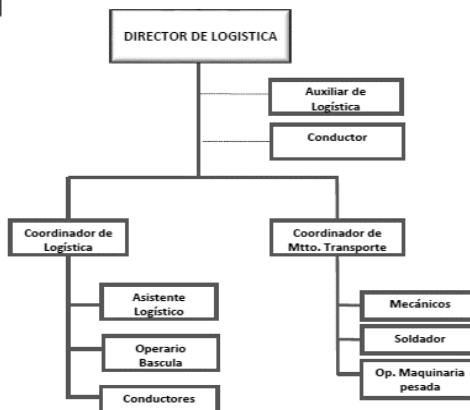 DIRECTOR DE LOGISTICA
Auxiliar de
Logística
Conductor
Coordinador de
Logística
Coordinador de
Mtto. Transporte
Asistente
Logístico
Operario
Bascula
Conductores
Mecánicos
Soldador
Op. Maquinaria
pesada